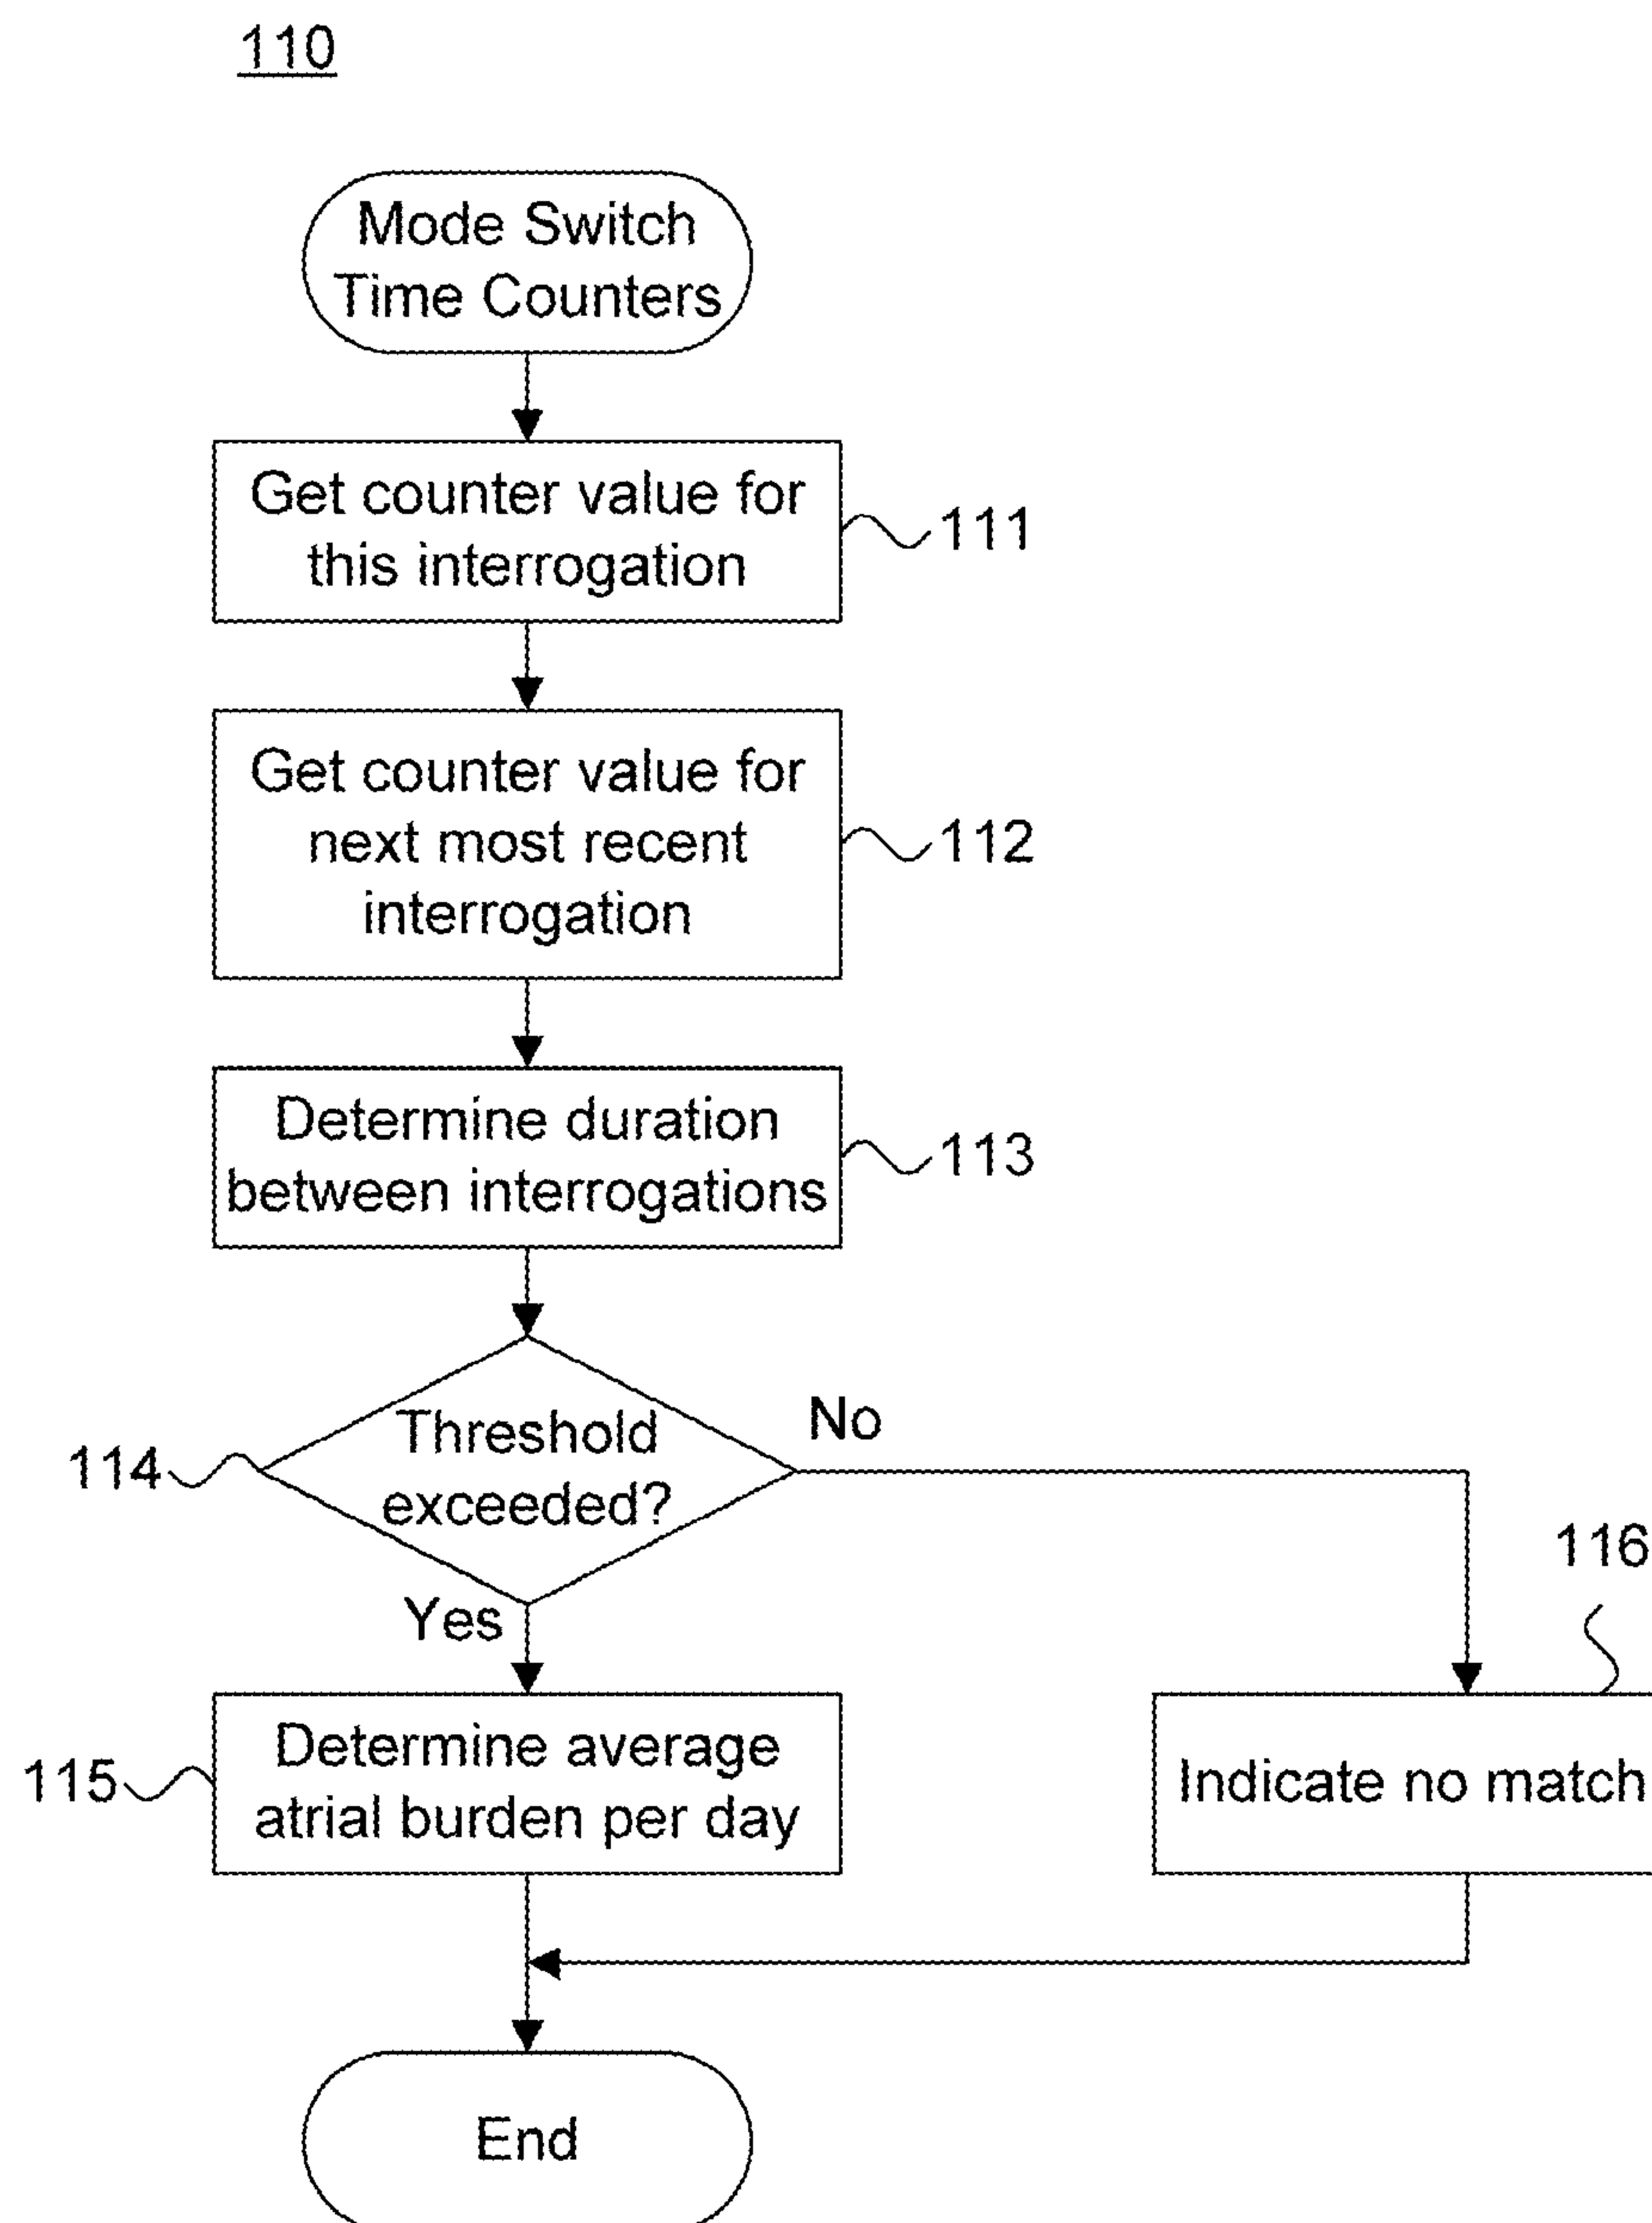 110
Mode Switch
Time Counters
Get counter value for
this interrogation
111
Get counter value for
next most recent
interrogation
112
Determine duration
between interrogations
113
Threshold
exceeded?
114
No
Yes
116
Determine average
atrial burden per day
115
Indicate no match
End